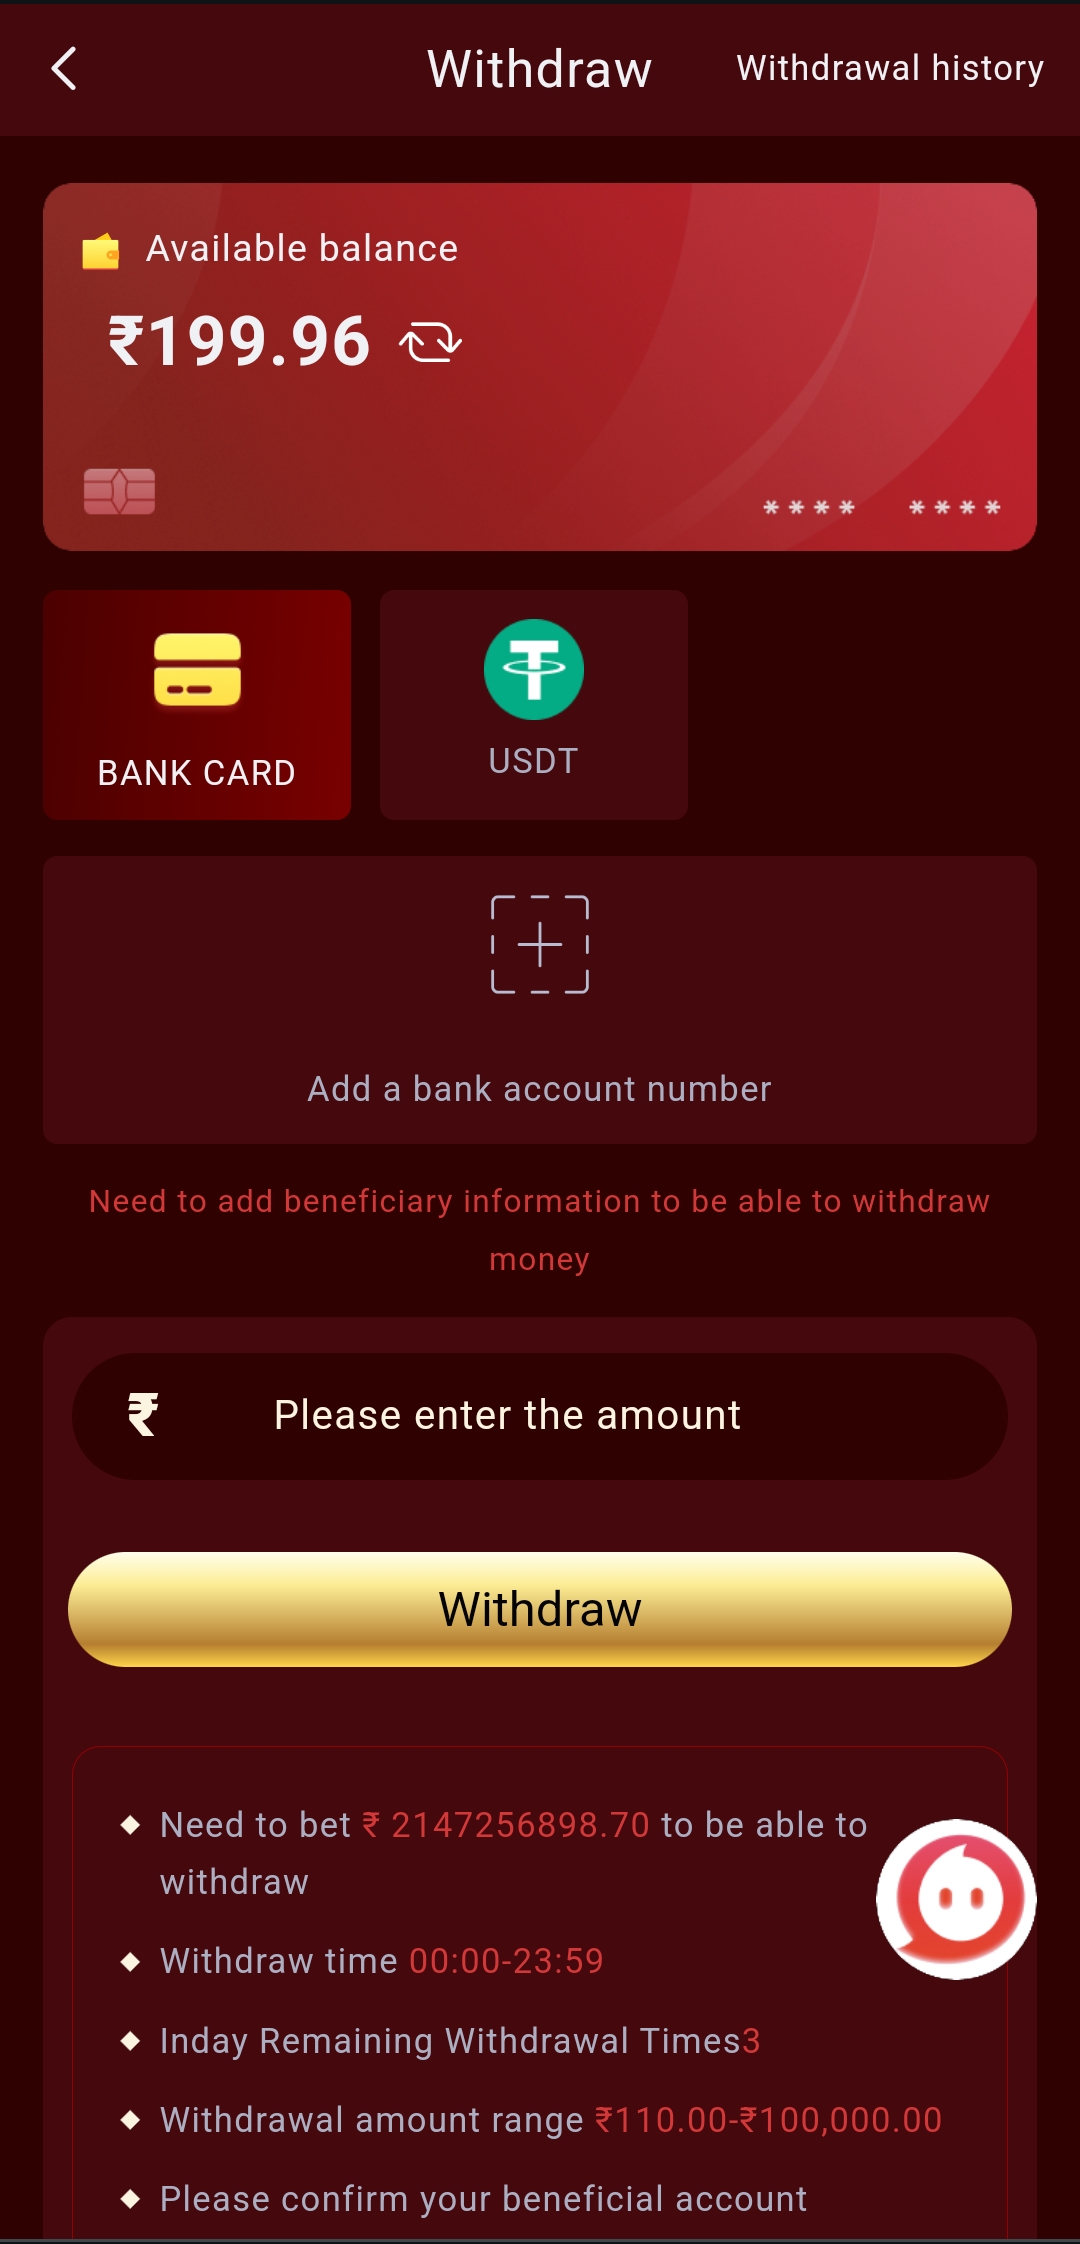 Withdraw
Withdrawal history
Available balance
₹199.96
**** ****
BANK CARD
USDT
Add a bank account number
Need to add beneficiary information to be able to withdraw
money
₹ Please enter the amount
Withdraw
Need to bet ₹ 2147256898.70 to be able to
withdraw
Withdraw time 00:00-23:59
Inday Remaining Withdrawal Times3
Withdrawal amount range ₹110.00-₹100,000.00
Please confirm your beneficial account